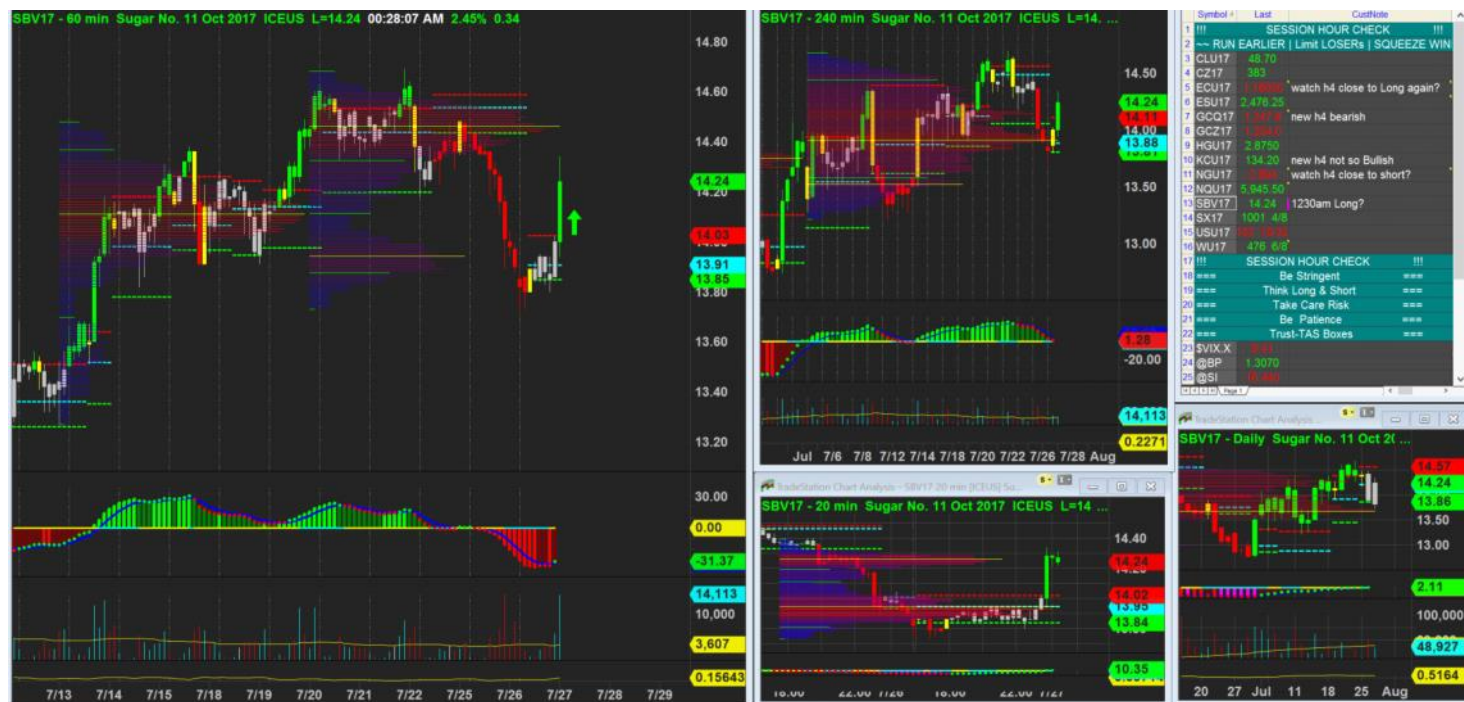 SBV17 - 60 min Sugar No. 11 Oct 2017 ICEUS L=14.24 00:28:07 AM 2.45% 0.34
14.80
14.60
14.40
14.24
14.20
14.03
13.91
13.85
13.80
13.60
13.40
13.20
30.00
0.00
-31.37
14,113
10,000
3,607
0.15643
7/13 7/14 7/15 7/18 7/19 7/20 7/21 7/22 7/25 7/26 7/27 7/28 7/29
SBV17 - 240 min Sugar No. 11 Oct 2017 ICEUS L=14. ...
14.50
14.24
14.11
14.00
13.88
13.50
13.00
1.28
-20.00
14,113
0.2271
Jul 7/6 7/8 7/12 7/14 7/18 7/20 7/22 7/26 7/28 Aug
TradeStation Chart Analysis - SBV17 20 min [ICEUS] Su...
SBV17 - 20 min Sugar No. 11 Oct 2017 ICEUS L=14 ...
14.40
14.24
14.02
13.95
13.84
10.35
22.00 7/26 22.00 7/27
Symbol Last CustNote
1 !!! SESSION HOUR CHECK !!!
2 ~~ RUN EARLIER | Limit LOSERs | SQUEEZE WIN
3 CLU17 48.70
4 CZ17 383
5 ECU17 watch h4 close to Long again?
6 ESU17 2,476.25
7 GCQ17 new h4 bearish
8 GCZ17
9 HGU17 2.8750
10 KCU17 134.20 new h4 not so Bullish
11 NGU17 watch h4 close to short?
12 NQU17 5,945.50
13 SBV17 14.24 1230am Long?
14 SX17 1001 4/8
15 USU17
16 WU17 476 6/8
17 !!! SESSION HOUR CHECK !!!
18 === Be Stringent ===
19 === Think Long & Short ===
20 === Take Care Risk ===
21 === Be Patience ===
22 === Trust-TAS Boxes ===
23 $VIX.X
24 @BP 1.3070
25 @SI
Page 1
TradeStation Chart Analysis
SBV17 - Daily Sugar No. 11 Oct 20 ...
14.57
14.24
13.86
13.50
13.00
2.11
100,000
48,927
0.5164
20 27 Jul 11 18 25 Aug